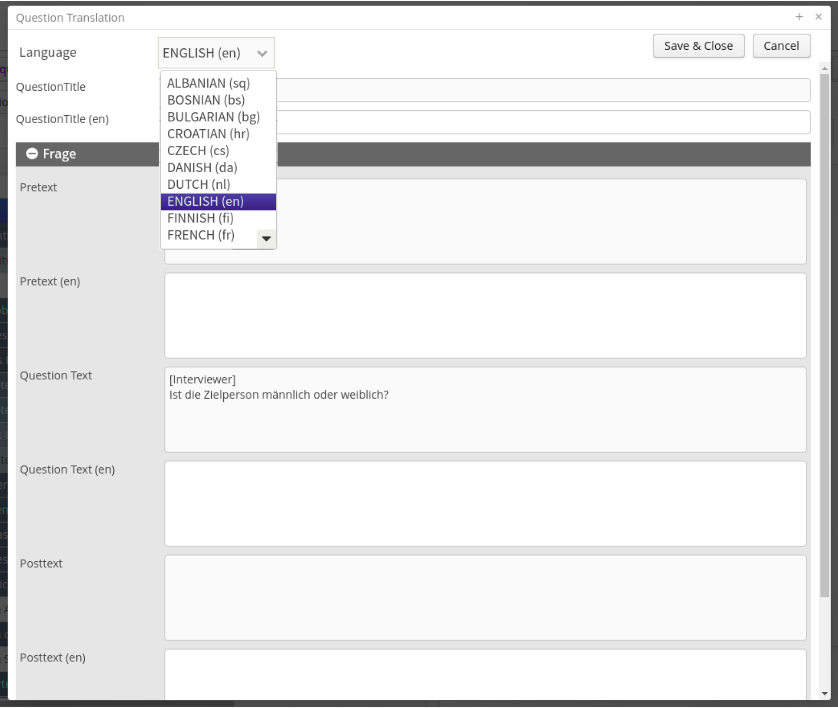 Question Translation
Language
ENGLISH (en)
Save & Close
Cancel
ALBANIAN (sq)
BOSNIAN (bs)
BULGARIAN (bg)
CROATIAN (hr)
CZECH (cs)
DANISH (da)
DUTCH (nl)
ENGLISH (en)
FINNISH (fi)
FRENCH (fr)
QuestionTitle
QuestionTitle (en)
Frage
Pretext
Pretext (en)
Question Text
[Interviewer]
Ist die Zielperson männlich oder weiblich?
Question Text (en)
Posttext
Posttext (en)